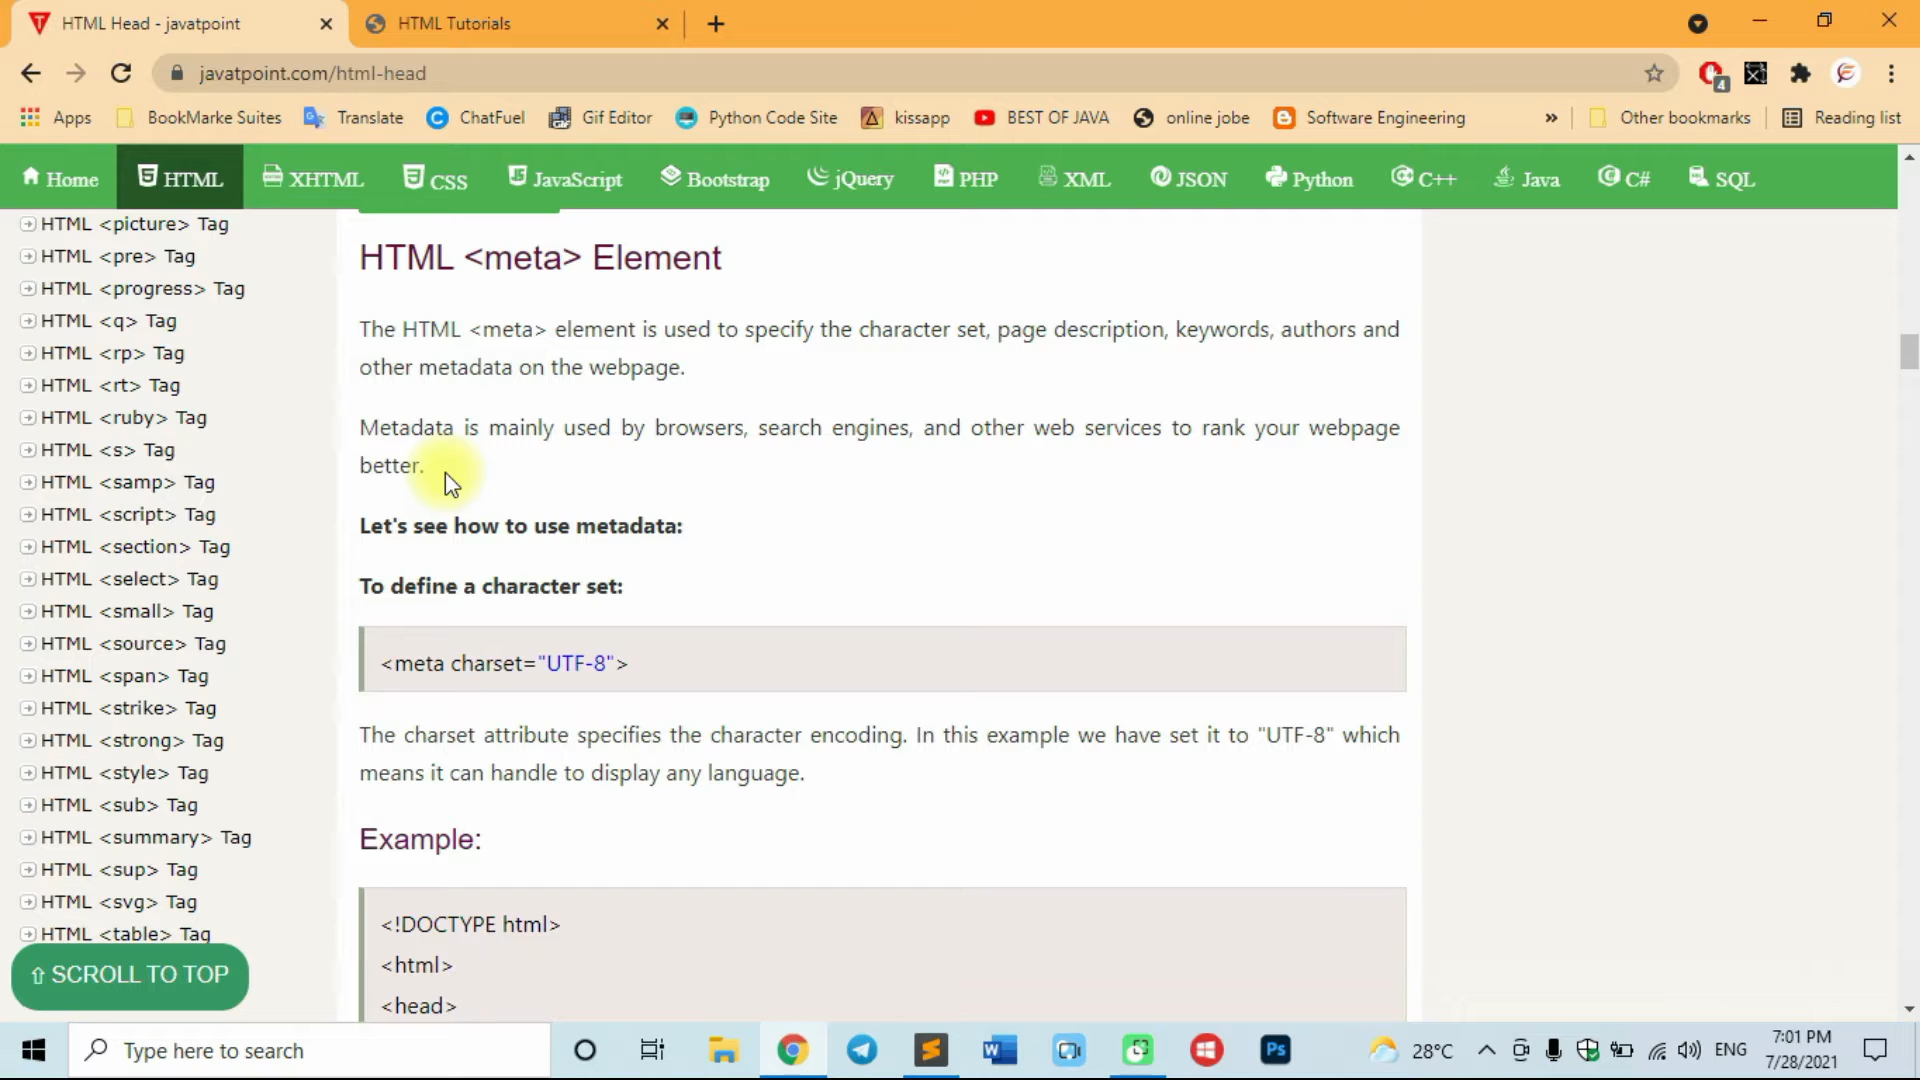 HTML Head - javatpoint
HTML Tutorials
javatpoint.com/html-head
4
Apps
BookMarke Suites
Translate
ChatFuel
Gif Editor
Python Code Site
kissapp
BEST OF JAVA
online jobe
Software Engineering
»
Other bookmarks
Reading list
Home
HTML
XHTML
CSS
JavaScript
Bootstrap
jQuery
PHP
XML
JSON
Python
C++
Java
C#
SQL
HTML <picture> Tag
HTML <pre> Tag
HTML <progress> Tag
HTML <q> Tag
HTML <rp> Tag
HTML <rt> Tag
HTML <ruby> Tag
HTML <s> Tag
HTML <samp> Tag
HTML <script> Tag
HTML <section> Tag
HTML <select> Tag
HTML <small> Tag
HTML <source> Tag
HTML <span> Tag
HTML <strike> Tag
HTML <strong> Tag
HTML <style> Tag
HTML <sub> Tag
HTML <summary> Tag
HTML <sup> Tag
HTML <svg> Tag
HTML <table> Tag
⇧ SCROLL TO TOP
HTML <meta> Element
The HTML <meta> element is used to specify the character set, page description, keywords, authors and
other metadata on the webpage.
Metadata is mainly used by browsers, search engines, and other web services to rank your webpage
better.
Let's see how to use metadata:
To define a character set:
<meta charset="UTF-8">
The charset attribute specifies the character encoding. In this example we have set it to "UTF-8" which
means it can handle to display any language.
Example:
<!DOCTYPE html>
<html>
<head>
Type here to search
Ps
28°C
ENG
7:01 PM
7/28/2021